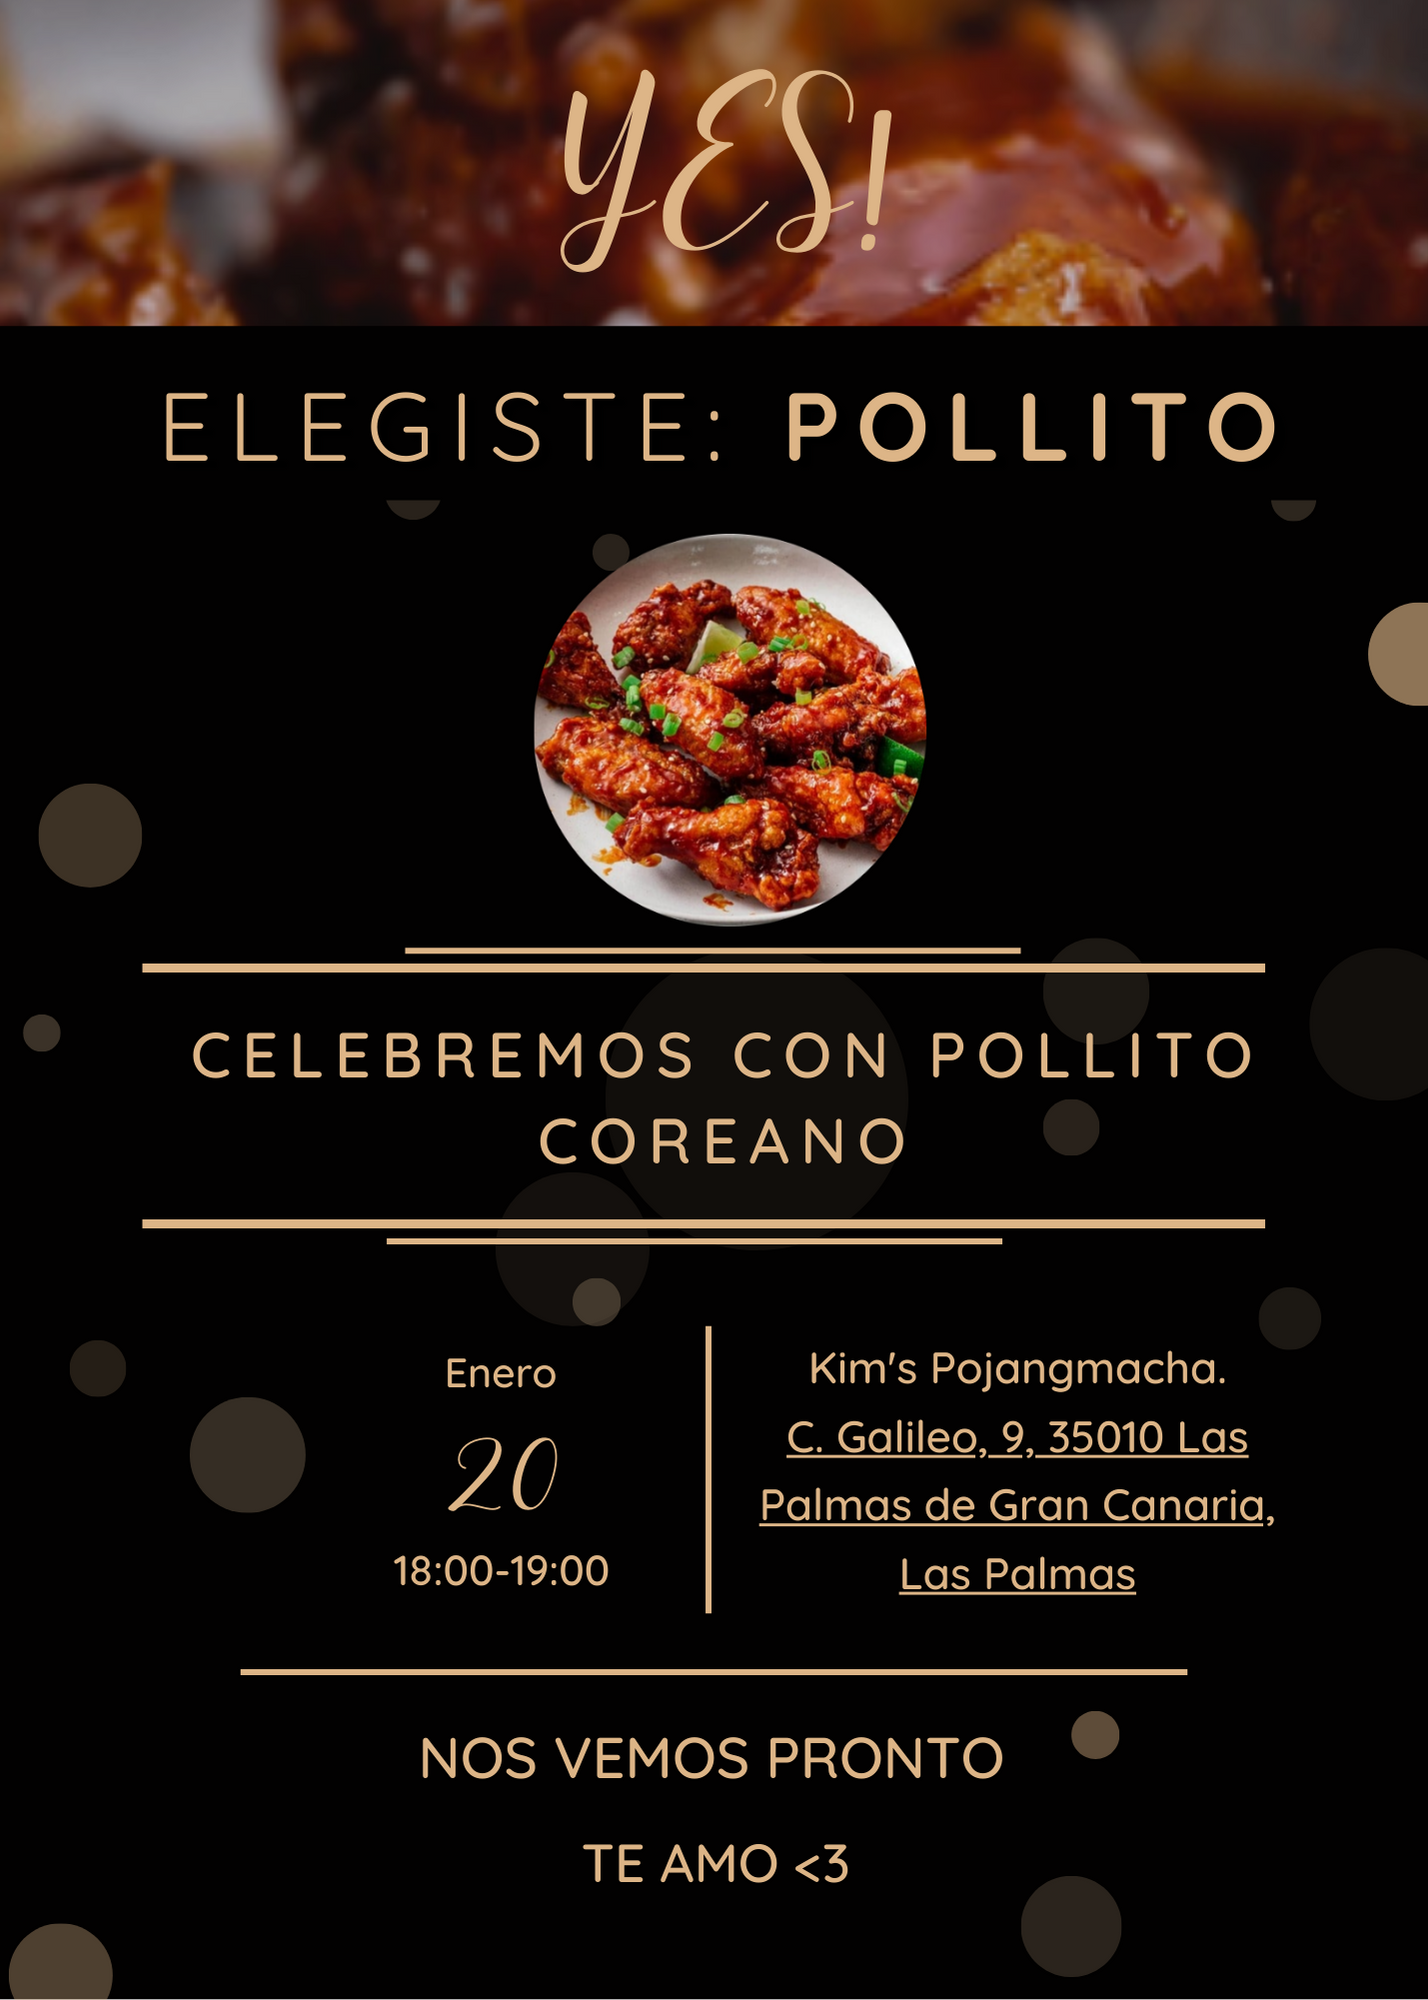 YES!
ELEGISTE: POLLITO
CELEBREMOS CON POLLITO
COREANO
Enero
20
18:00-19:00
Kim's Pojangmacha.
C. Galileo, 9, 35010 Las
Palmas de Gran Canaria,
Las Palmas
NOS VEMOS PRONTO
TE AMO <3